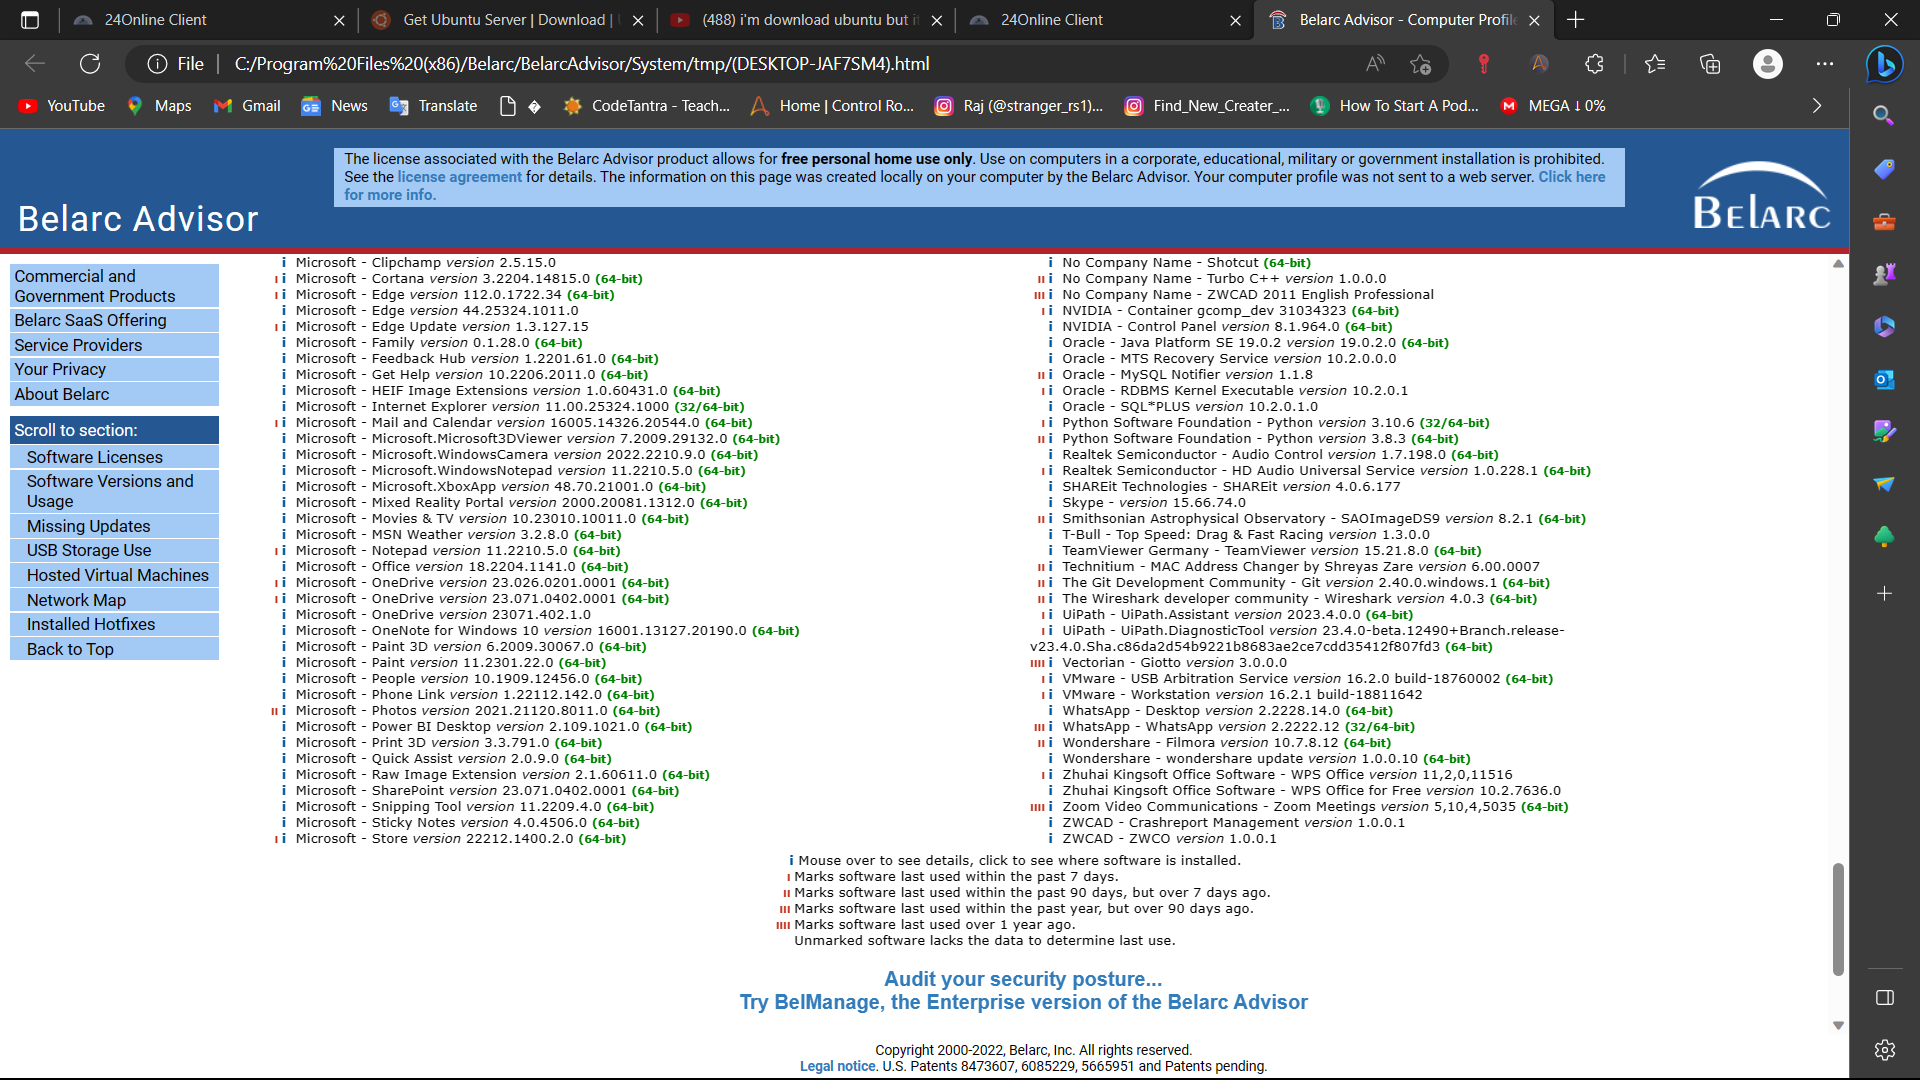 24Online Client
Get Ubuntu Server | Download |
(488) i'm download ubuntu but i
24Online Client
Belarc Advisor - Computer Profile
File
C:/Program%20Files%20(x86)/Belarc/BelarcAdvisor/System/tmp/(DESKTOP-JAF7SM4).html
YouTube
Maps
Gmail
News
Translate
CodeTantra - Teach...
Home | Control Ro...
Raj (@stranger_rs1)...
Find_New_Creater_...
How To Start A Pod...
MEGA ↓ 0%
The license associated with the Belarc Advisor product allows for free personal home use only. Use on computers in a corporate, educational, military or government installation is prohibited.
See the license agreement for details. The information on this page was created locally on your computer by the Belarc Advisor. Your computer profile was not sent to a web server. Click here
for more info.
Belarc Advisor
BELARC
Commercial and
Government Products
Belarc SaaS Offering
Service Providers
Your Privacy
About Belarc
Scroll to section:
Software Licenses
Software Versions and
Usage
Missing Updates
USB Storage Use
Hosted Virtual Machines
Network Map
Installed Hotfixes
Back to Top
i Microsoft - Clipchamp version 2.5.15.0
ı i Microsoft - Cortana version 3.2204.14815.0 (64-bit)
ı i Microsoft - Edge version 112.0.1722.34 (64-bit)
i Microsoft - Edge version 44.25324.1011.0
ı i Microsoft - Edge Update version 1.3.127.15
i Microsoft - Family version 0.1.28.0 (64-bit)
i Microsoft - Feedback Hub version 1.2201.61.0 (64-bit)
i Microsoft - Get Help version 10.2206.2011.0 (64-bit)
i Microsoft - HEIF Image Extensions version 1.0.60431.0 (64-bit)
i Microsoft - Internet Explorer version 11.00.25324.1000 (32/64-bit)
ı i Microsoft - Mail and Calendar version 16005.14326.20544.0 (64-bit)
i Microsoft - Microsoft.Microsoft3DViewer version 7.2009.29132.0 (64-bit)
i Microsoft - Microsoft.WindowsCamera version 2022.2210.9.0 (64-bit)
i Microsoft - Microsoft.WindowsNotepad version 11.2210.5.0 (64-bit)
i Microsoft - Microsoft.XboxApp version 48.70.21001.0 (64-bit)
i Microsoft - Mixed Reality Portal version 2000.20081.1312.0 (64-bit)
i Microsoft - Movies & TV version 10.23010.10011.0 (64-bit)
i Microsoft - MSN Weather version 3.2.8.0 (64-bit)
ı i Microsoft - Notepad version 11.2210.5.0 (64-bit)
i Microsoft - Office version 18.2204.1141.0 (64-bit)
ı i Microsoft - OneDrive version 23.026.0201.0001 (64-bit)
ı i Microsoft - OneDrive version 23.071.0402.0001 (64-bit)
i Microsoft - OneDrive version 23071.402.1.0
i Microsoft - OneNote for Windows 10 version 16001.13127.20190.0 (64-bit)
i Microsoft - Paint 3D version 6.2009.30067.0 (64-bit)
i Microsoft - Paint version 11.2301.22.0 (64-bit)
i Microsoft - People version 10.1909.12456.0 (64-bit)
i Microsoft - Phone Link version 1.22112.142.0 (64-bit)
ıı i Microsoft - Photos version 2021.21120.8011.0 (64-bit)
i Microsoft - Power BI Desktop version 2.109.1021.0 (64-bit)
i Microsoft - Print 3D version 3.3.791.0 (64-bit)
i Microsoft - Quick Assist version 2.0.9.0 (64-bit)
i Microsoft - Raw Image Extension version 2.1.60611.0 (64-bit)
i Microsoft - SharePoint version 23.071.0402.0001 (64-bit)
i Microsoft - Snipping Tool version 11.2209.4.0 (64-bit)
i Microsoft - Sticky Notes version 4.0.4506.0 (64-bit)
ı i Microsoft - Store version 22212.1400.2.0 (64-bit)
i No Company Name - Shotcut (64-bit)
ıı i No Company Name - Turbo C++ version 1.0.0.0
ııı i No Company Name - ZWCAD 2011 English Professional
ı i NVIDIA - Container gcomp_dev 31034323 (64-bit)
i NVIDIA - Control Panel version 8.1.964.0 (64-bit)
i Oracle - Java Platform SE 19.0.2 version 19.0.2.0 (64-bit)
i Oracle - MTS Recovery Service version 10.2.0.0.0
ıı i Oracle - MySQL Notifier version 1.1.8
ı i Oracle - RDBMS Kernel Executable version 10.2.0.1
i Oracle - SQL*PLUS version 10.2.0.1.0
ı i Python Software Foundation - Python version 3.10.6 (32/64-bit)
ıı i Python Software Foundation - Python version 3.8.3 (64-bit)
i Realtek Semiconductor - Audio Control version 1.7.198.0 (64-bit)
ı i Realtek Semiconductor - HD Audio Universal Service version 1.0.228.1 (64-bit)
i SHAREit Technologies - SHAREit version 4.0.6.177
i Skype - version 15.66.74.0
ıı i Smithsonian Astrophysical Observatory - SAOImageDS9 version 8.2.1 (64-bit)
i T-Bull - Top Speed: Drag & Fast Racing version 1.3.0.0
i TeamViewer Germany - TeamViewer version 15.21.8.0 (64-bit)
ıı i Technitium - MAC Address Changer by Shreyas Zare version 6.00.0007
ıı i The Git Development Community - Git version 2.40.0.windows.1 (64-bit)
ıı i The Wireshark developer community - Wireshark version 4.0.3 (64-bit)
ı i UiPath - UiPath.Assistant version 2023.4.0.0 (64-bit)
ı i UiPath - UiPath.DiagnosticTool version 23.4.0-beta.12490+Branch.release-
v23.4.0.Sha.c86da2d54b9221b8683ae2ce7cdd35412f807fd3 (64-bit)
ıııı i Vectorian - Giotto version 3.0.0.0
ı i VMware - USB Arbitration Service version 16.2.0 build-18760002 (64-bit)
ı i VMware - Workstation version 16.2.1 build-18811642
i WhatsApp - Desktop version 2.2228.14.0 (64-bit)
ııı i WhatsApp - WhatsApp version 2.2222.12 (32/64-bit)
ıı i Wondershare - Filmora version 10.7.8.12 (64-bit)
i Wondershare - wondershare update version 1.0.0.10 (64-bit)
ı i Zhuhai Kingsoft Office Software - WPS Office version 11,2,0,11516
i Zhuhai Kingsoft Office Software - WPS Office for Free version 10.2.7636.0
ıııı i Zoom Video Communications - Zoom Meetings version 5,10,4,5035 (64-bit)
i ZWCAD - Crashreport Management version 1.0.0.1
i ZWCAD - ZWCO version 1.0.0.1
i Mouse over to see details, click to see where software is installed.
ı Marks software last used within the past 7 days.
ıı Marks software last used within the past 90 days, but over 7 days ago.
ııı Marks software last used within the past year, but over 90 days ago.
ıııı Marks software last used over 1 year ago.
Unmarked software lacks the data to determine last use.
Audit your security posture...
Try BelManage, the Enterprise version of the Belarc Advisor
Copyright 2000-2022, Belarc, Inc. All rights reserved.
Legal notice. U.S. Patents 8473607, 6085229, 5665951 and Patents pending.